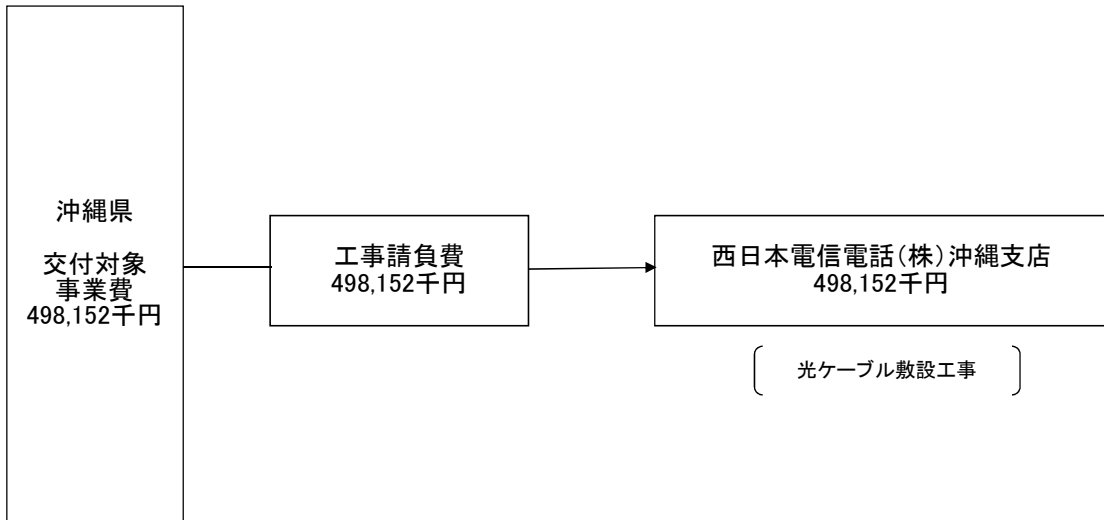 沖縄県
交付対象
事業費
498,152千円
工事請負費
498,152千円
西日本電信電話(株)沖縄支店
498,152千円
光ケーブル敷設工事